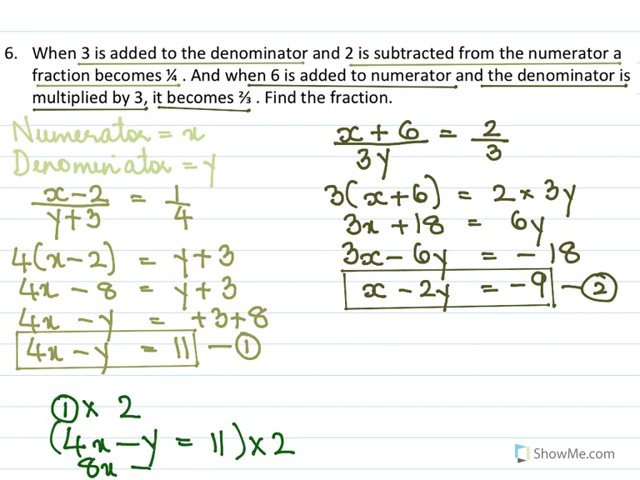 6. When 3 is added to the denominator and 2 is subtracted from the numerator a
fraction becomes ¼ . And when 6 is added to numerator and the denominator is
multiplied by 3, it becomes ⅔ . Find the fraction.
Numerator = x
Denominator = y
x-2/y+3 = 1/4
4(x-2) = y+3
4x - 8 = y+3
4x - y = +3+8
4x - y = 11 - ①
x+6/3y = 2/3
3(x+6) = 2 × 3y
3x +18 = 6y
3x - 6y = -18
x - 2y = -9 - ②
① × 2
(4x - y = 11) × 2
8x -
ShowMe.com